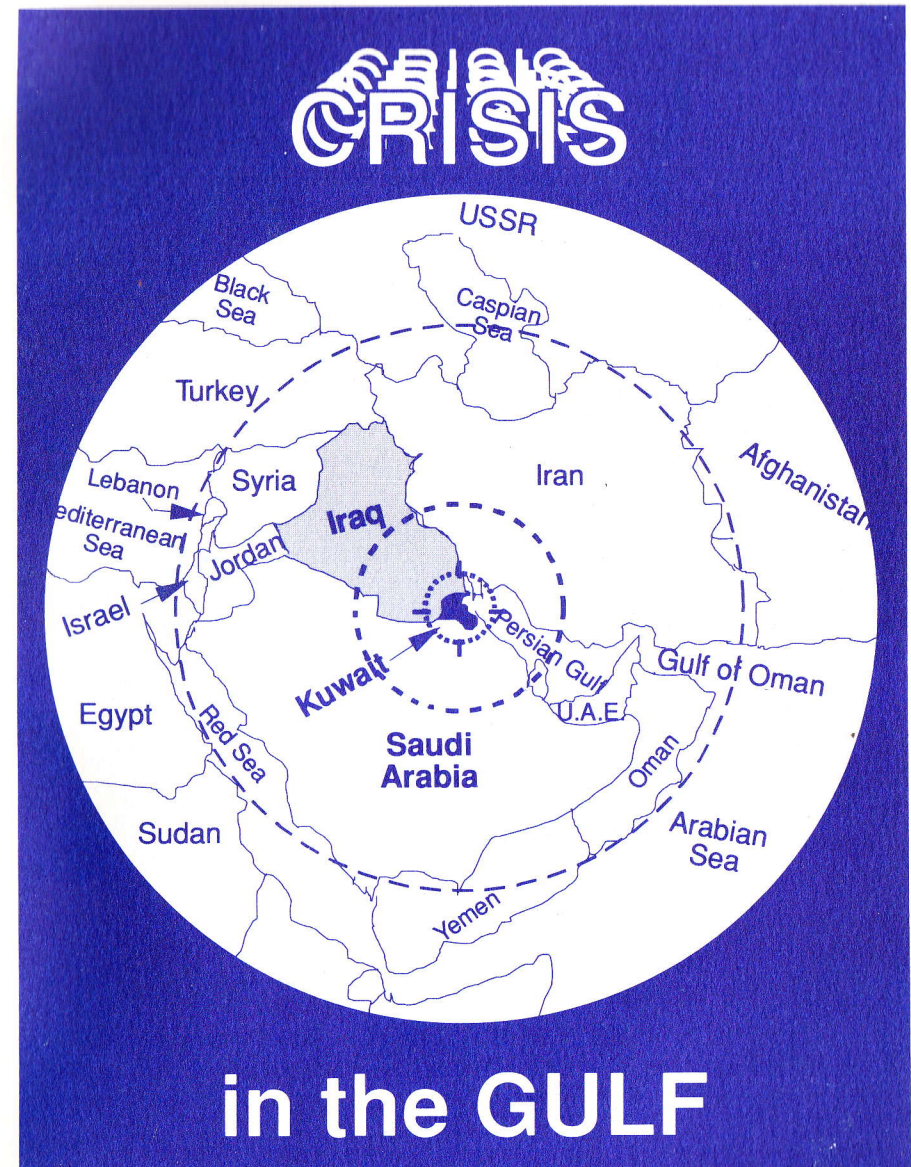 CRISIS
USSR
Black
Sea
Caspian
Sea
Turkey
Afghanistan
Lebanon
Syria
Iran
Iraq
editerranean
Sea
Jordan
Israel
Kuwait
Persian Gulf
Gulf of Oman
U.A.E.
Egypt
Red Sea
Saudi
Arabia
Oman
Sudan
Arabian
Sea
Yemen
in the GULF